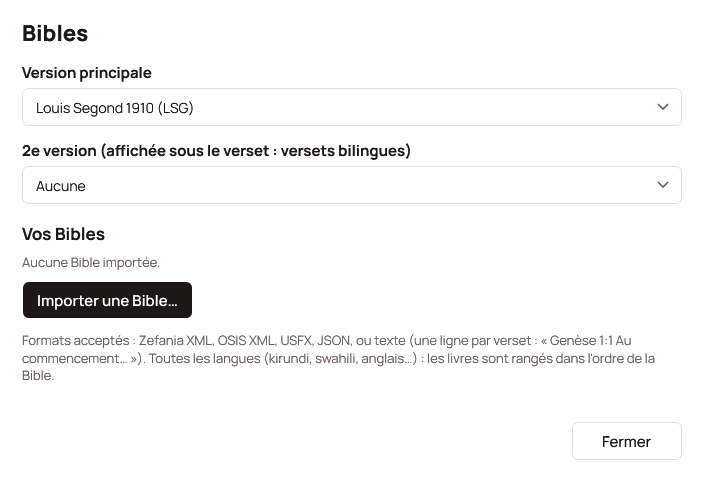 Bibles
Version principale
Louis Segond 1910 (LSG)
2e version (affichée sous le verset : versets bilingues)
Aucune
Vos Bibles
Aucune Bible importée.
Importer une Bible...
Formats acceptés : Zefania XML, OSIS XML, USFX, JSON, ou texte (une ligne par verset : « Genèse 1:1 Au
commencement... »). Toutes les langues (kirundi, swahili, anglais...) : les livres sont rangés dans l'ordre de la
Bible.
Fermer